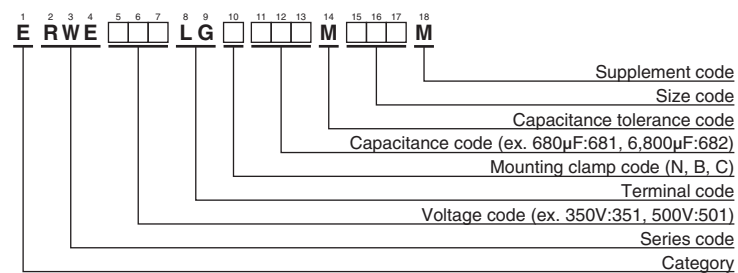 1 2 3 4 5 6 7 8 9 10 11 12 13 14 15 16 17 18
E RWE □□□ LG □ □□□ M □□□ M
Supplement code
Size code
Capacitance tolerance code
Capacitance code (ex. 680µF:681, 6,800µF:682)
Mounting clamp code (N, B, C)
Terminal code
Voltage code (ex. 350V:351, 500V:501)
Series code
Category